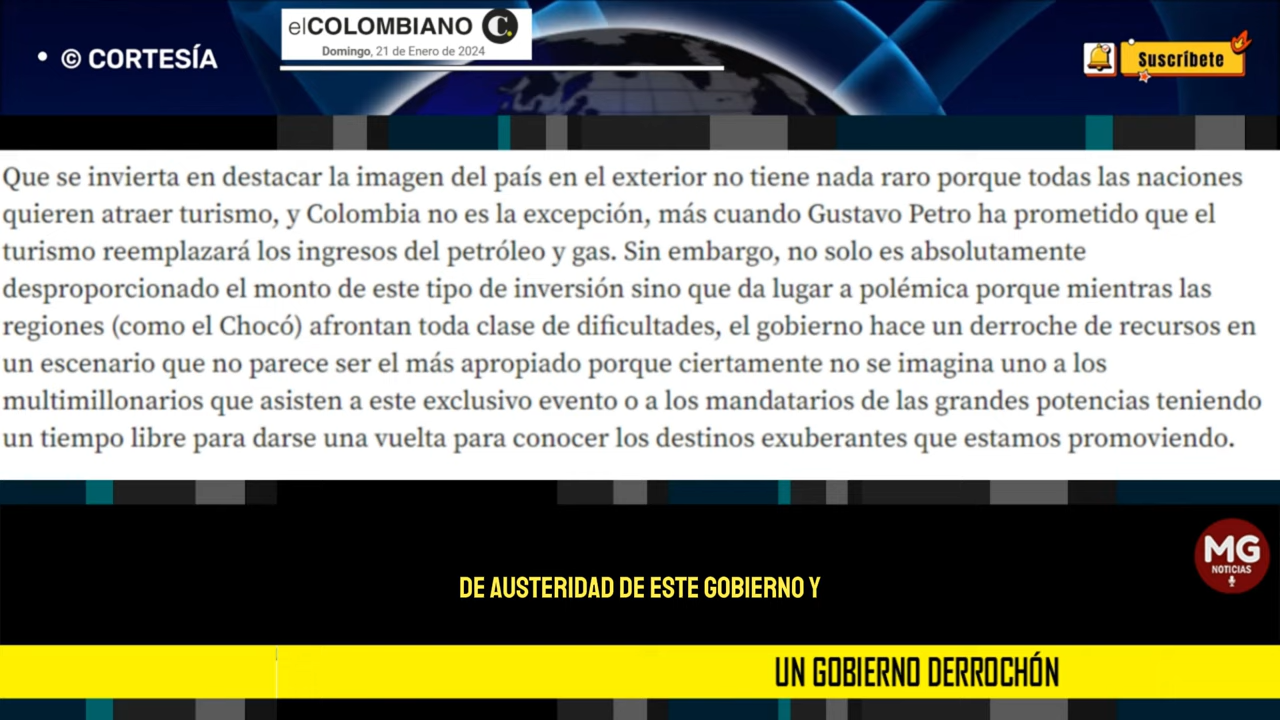 • © CORTESÍA
elCOLOMBIANO C.
Domingo, 21 de Enero de 2024
Suscríbete
Que se invierta en destacar la imagen del país en el exterior no tiene nada raro porque todas las naciones
quieren atraer turismo, y Colombia no es la excepción, más cuando Gustavo Petro ha prometido que el
turismo reemplazará los ingresos del petróleo y gas. Sin embargo, no solo es absolutamente
desproporcionado el monto de este tipo de inversión sino que da lugar a polémica porque mientras las
regiones (como el Chocó) afrontan toda clase de dificultades, el gobierno hace un derroche de recursos en
un escenario que no parece ser el más apropiado porque ciertamente no se imagina uno a los
multimillonarios que asisten a este exclusivo evento o a los mandatarios de las grandes potencias teniendo
un tiempo libre para darse una vuelta para conocer los destinos exuberantes que estamos promoviendo.
MG
NOTICIAS
DE AUSTERIDAD DE ESTE GOBIERNO Y
UN GOBIERNO DERROCHÓN